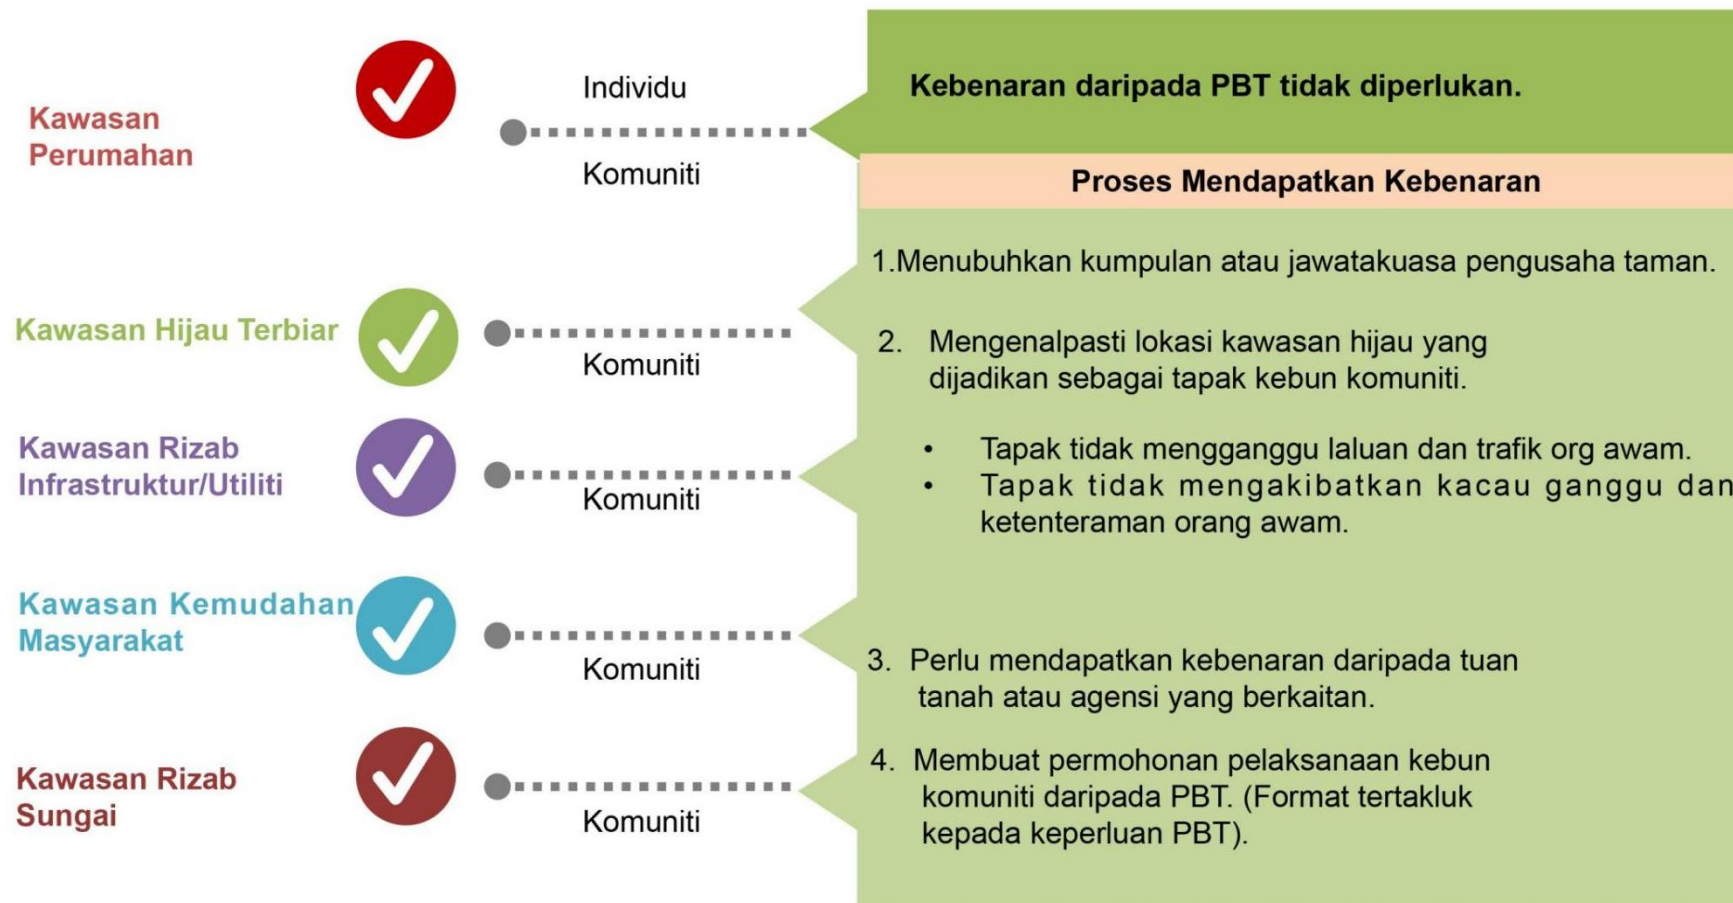 Kawasan
Perumahan
Individu
Komuniti
Kebenaran daripada PBT tidak diperlukan.
Proses Mendapatkan Kebenaran
Kawasan Hijau Terbiar
Komuniti
Kawasan Rizab
Infrastruktur/Utiliti
Komuniti
Kawasan Kemudahan
Masyarakat
Komuniti
Kawasan Rizab
Sungai
Komuniti
1.Menubuhkan kumpulan atau jawatakuasa pengusaha taman.
2. Mengenalpasti lokasi kawasan hijau yang
dijadikan sebagai tapak kebun komuniti.
• Tapak tidak mengganggu laluan dan trafik org awam.
• Tapak tidak mengakibatkan kacau ganggu dan
ketenteraman orang awam.
3. Perlu mendapatkan kebenaran daripada tuan
tanah atau agensi yang berkaitan.
4. Membuat permohonan pelaksanaan kebun
komuniti daripada PBT. (Format tertakluk
kepada keperluan PBT).